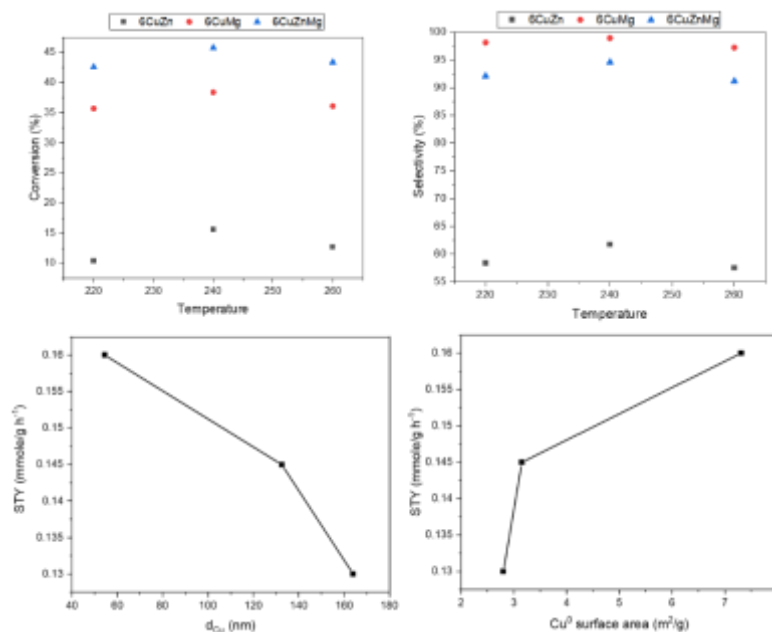 6CuZn 6CuMg 6CuZnMg
Conversion (%)
45
40
35
30
25
20
15
10
220 230 240 250 260
Temperature
6CuZn 6CuMg 6CuZnMg
Selectivity (%)
100
95
90
85
80
75
70
65
60
55
220 230 240 250 260
Temperature
STY (mmole/g h⁻¹)
0.16
0.155
0.15
0.145
0.14
0.135
0.13
40 60 80 100 120 140 160 180
dCu (nm)
STY (mmole/g h⁻¹)
0.16
0.155
0.15
0.145
0.14
0.135
0.13
2 3 4 5 6 7
Cu⁰ surface area (m²/g)